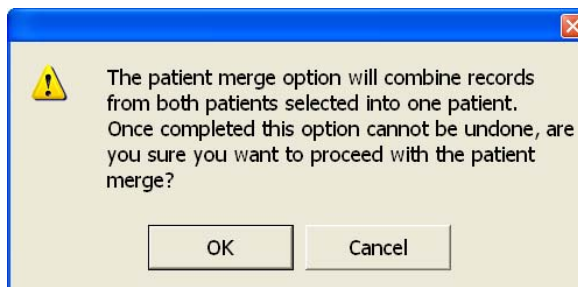 The patient merge option will combine records
from both patients selected into one patient.
Once completed this option cannot be undone, are
you sure you want to proceed with the patient
merge?
OK Cancel